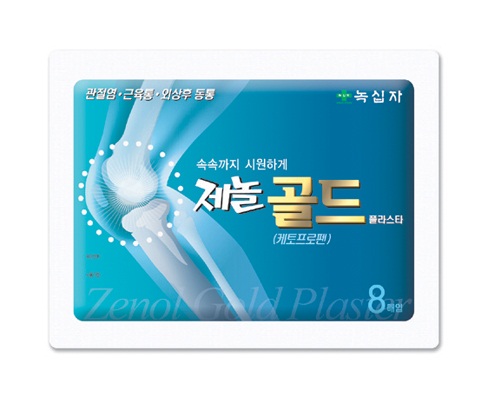 관절염·근육통·외상후 동통
녹십자
속속까지 시원하게
제놀 골드 플라스타
(케토프로펜)
Zenol Gold Plaster
8매입